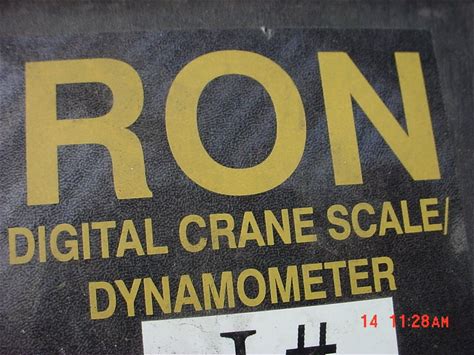 RON
DIGITAL CRANE SCALE/
DYNAMOMETER
14 11:28AM